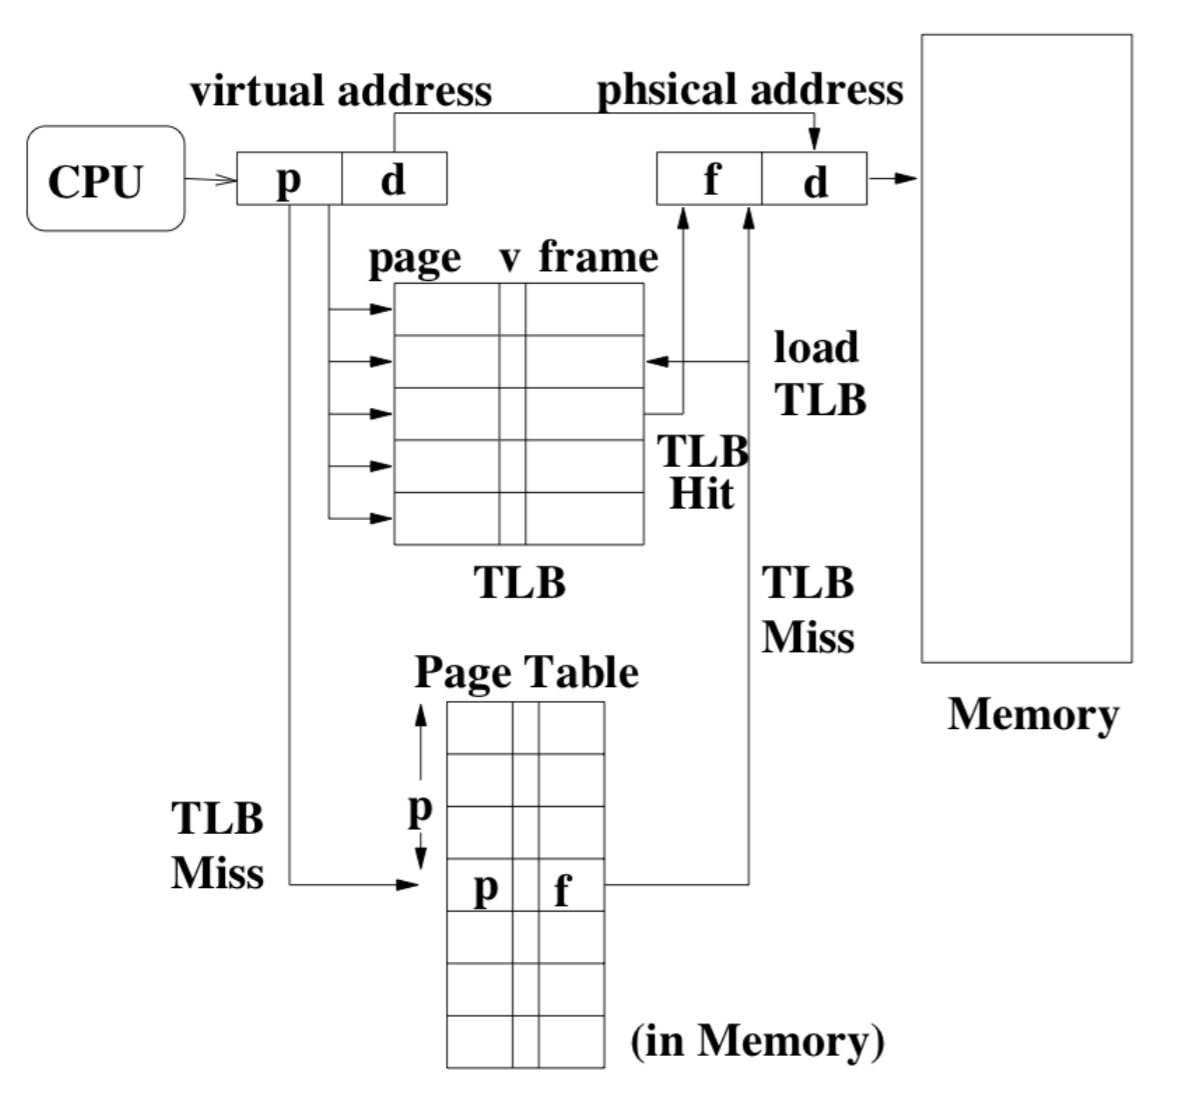 virtual address
phsical address
CPU
p
d
f
d
page v frame
load
TLB
TLB
Hit
TLB
TLB
Miss
Page Table
Memory
p
TLB
Miss
p
f
(in Memory)